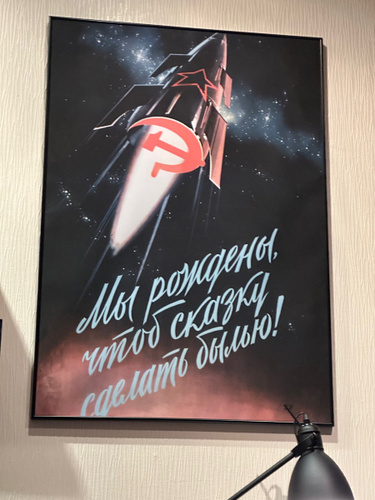 Мы рождены,
чтоб сказку
сделать былью!